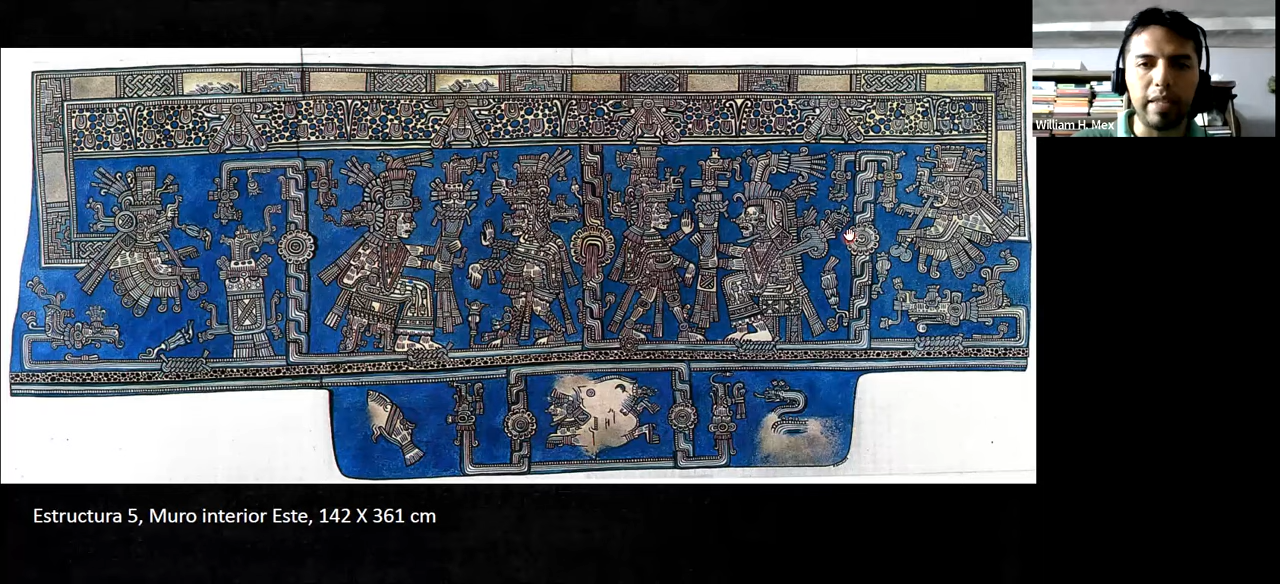 William H. Mex
Estructura 5, Muro interior Este, 142 X 361 cm